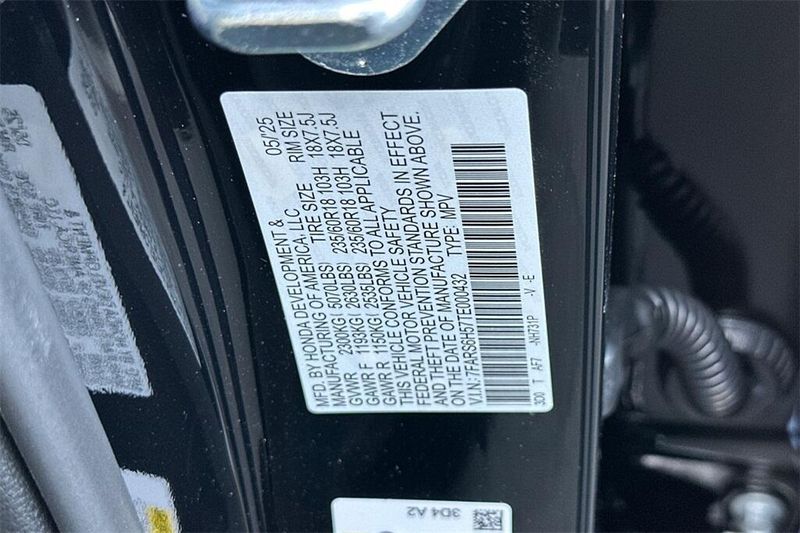 MFD. BY HONDA DEVELOPMENT & 05/'25
MANUFACTURING OF AMERICA, LLC TIRE SIZE RIM SIZE
GVWR 2300KG( 5070LBS) 235/60R18 103H 18X7.5J
GAWR F 1193KG( 2630LBS) 235/60R18 103H 18X7.5J
GAWR R 1150KG( 2535LBS)
THIS VEHICLE CONFORMS TO ALL APPLICABLE
FEDERAL MOTOR VEHICLE SAFETY
AND THEFT PREVENTION STANDARDS IN EFFECT
ON THE DATE OF MANUFACTURE SHOWN ABOVE.
V.I.N.: 7FARS6H57TE000432 TYPE: MPV
3D0 T AF7 -NH731P -V -E
3D4 A2